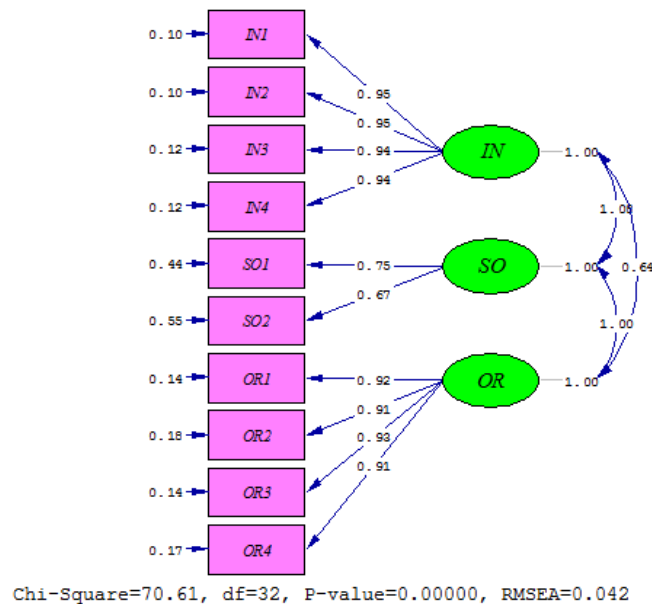 0.10 IN1
0.95
0.10 IN2
0.95
0.12 IN3 0.94 IN 1.00
0.94
0.12 IN4
1.00
0.44 SO1 0.75 SO 1.00 0.64
0.67
0.55 SO2
1.00
0.14 OR1 0.92 OR 1.00
0.91
0.18 OR2
0.93
0.91
0.14 OR3
0.17 OR4
Chi-Square=70.61, df=32, P-value=0.00000, RMSEA=0.042